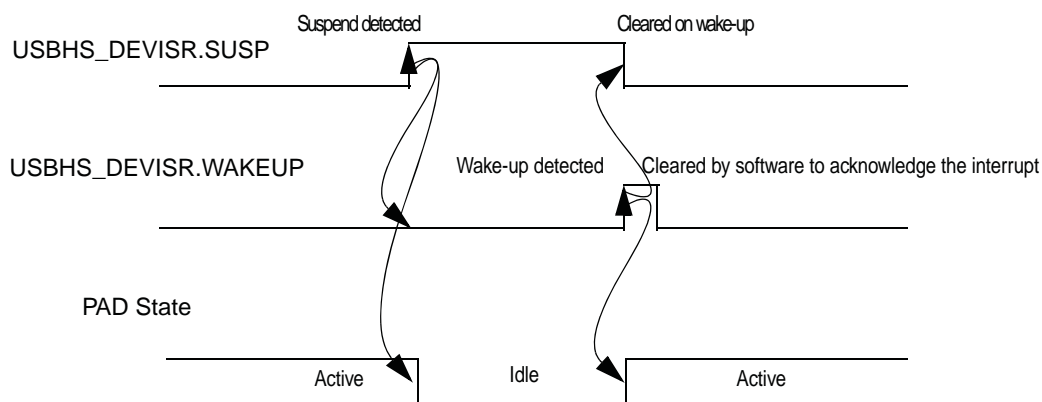 Suspend detected
Cleared on wake-up
USBHS_DEVISR.SUSP
USBHS_DEVISR.WAKEUP
Wake-up detected
Cleared by software to acknowledge the interrupt
PAD State
Active
Idle
Active